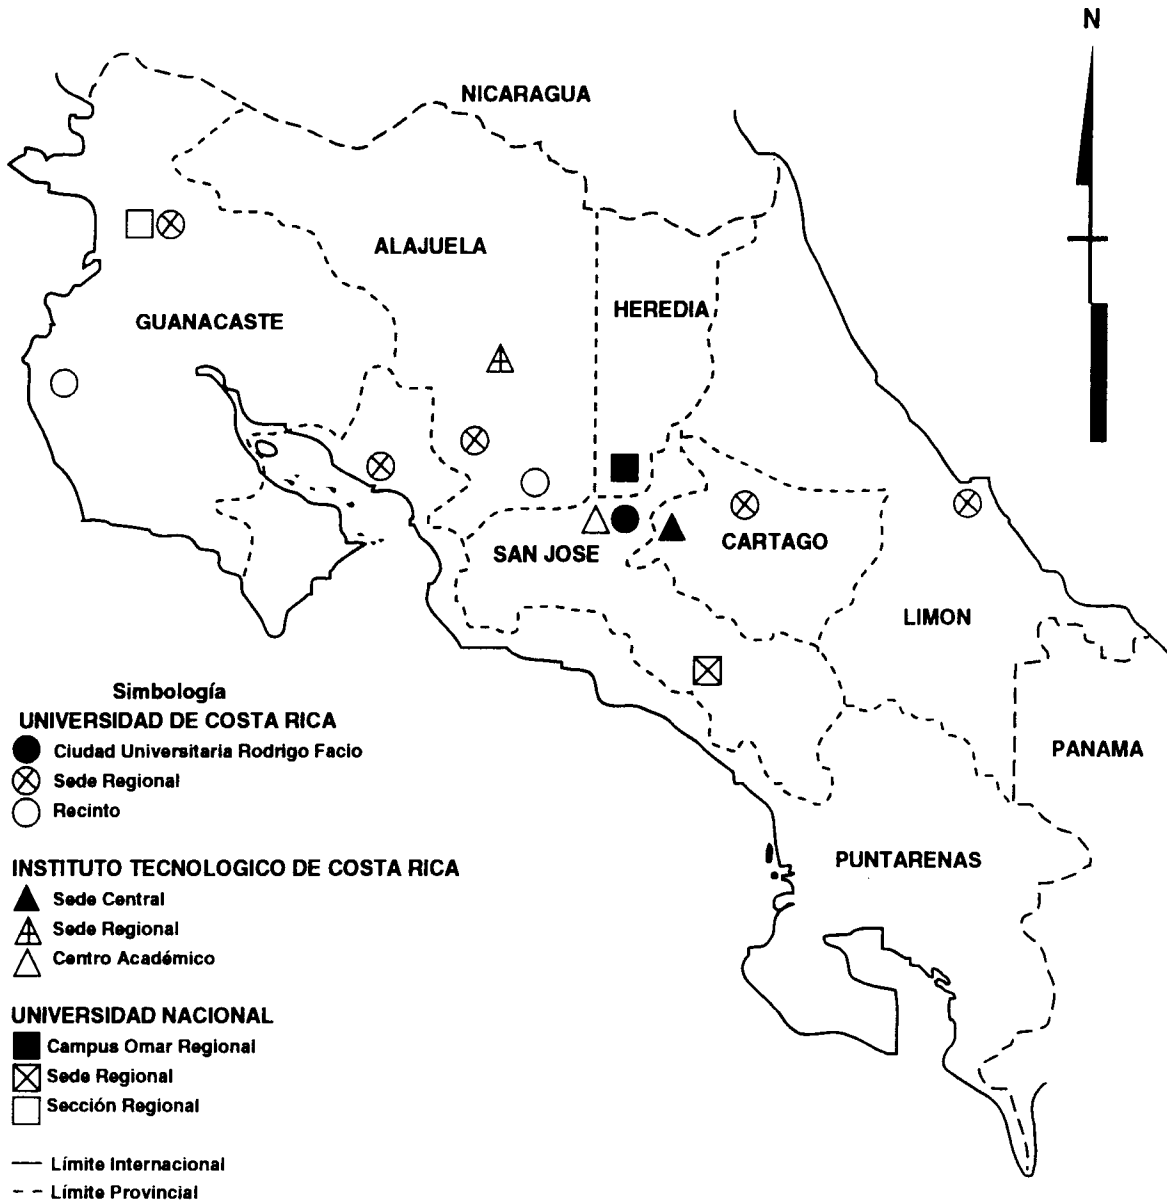 N
NICARAGUA
ALAJUELA
HEREDIA
GUANACASTE
SAN JOSE
CARTAGO
LIMON
PANAMA
PUNTARENAS
Simbología
UNIVERSIDAD DE COSTA RICA
Ciudad Universitaria Rodrigo Facio
Sede Regional
Recinto
INSTITUTO TECNOLOGICO DE COSTA RICA
Sede Central
Sede Regional
Centro Académico
UNIVERSIDAD NACIONAL
Campus Omar Regional
Sede Regional
Sección Regional
Límite Internacional
Límite Provincial